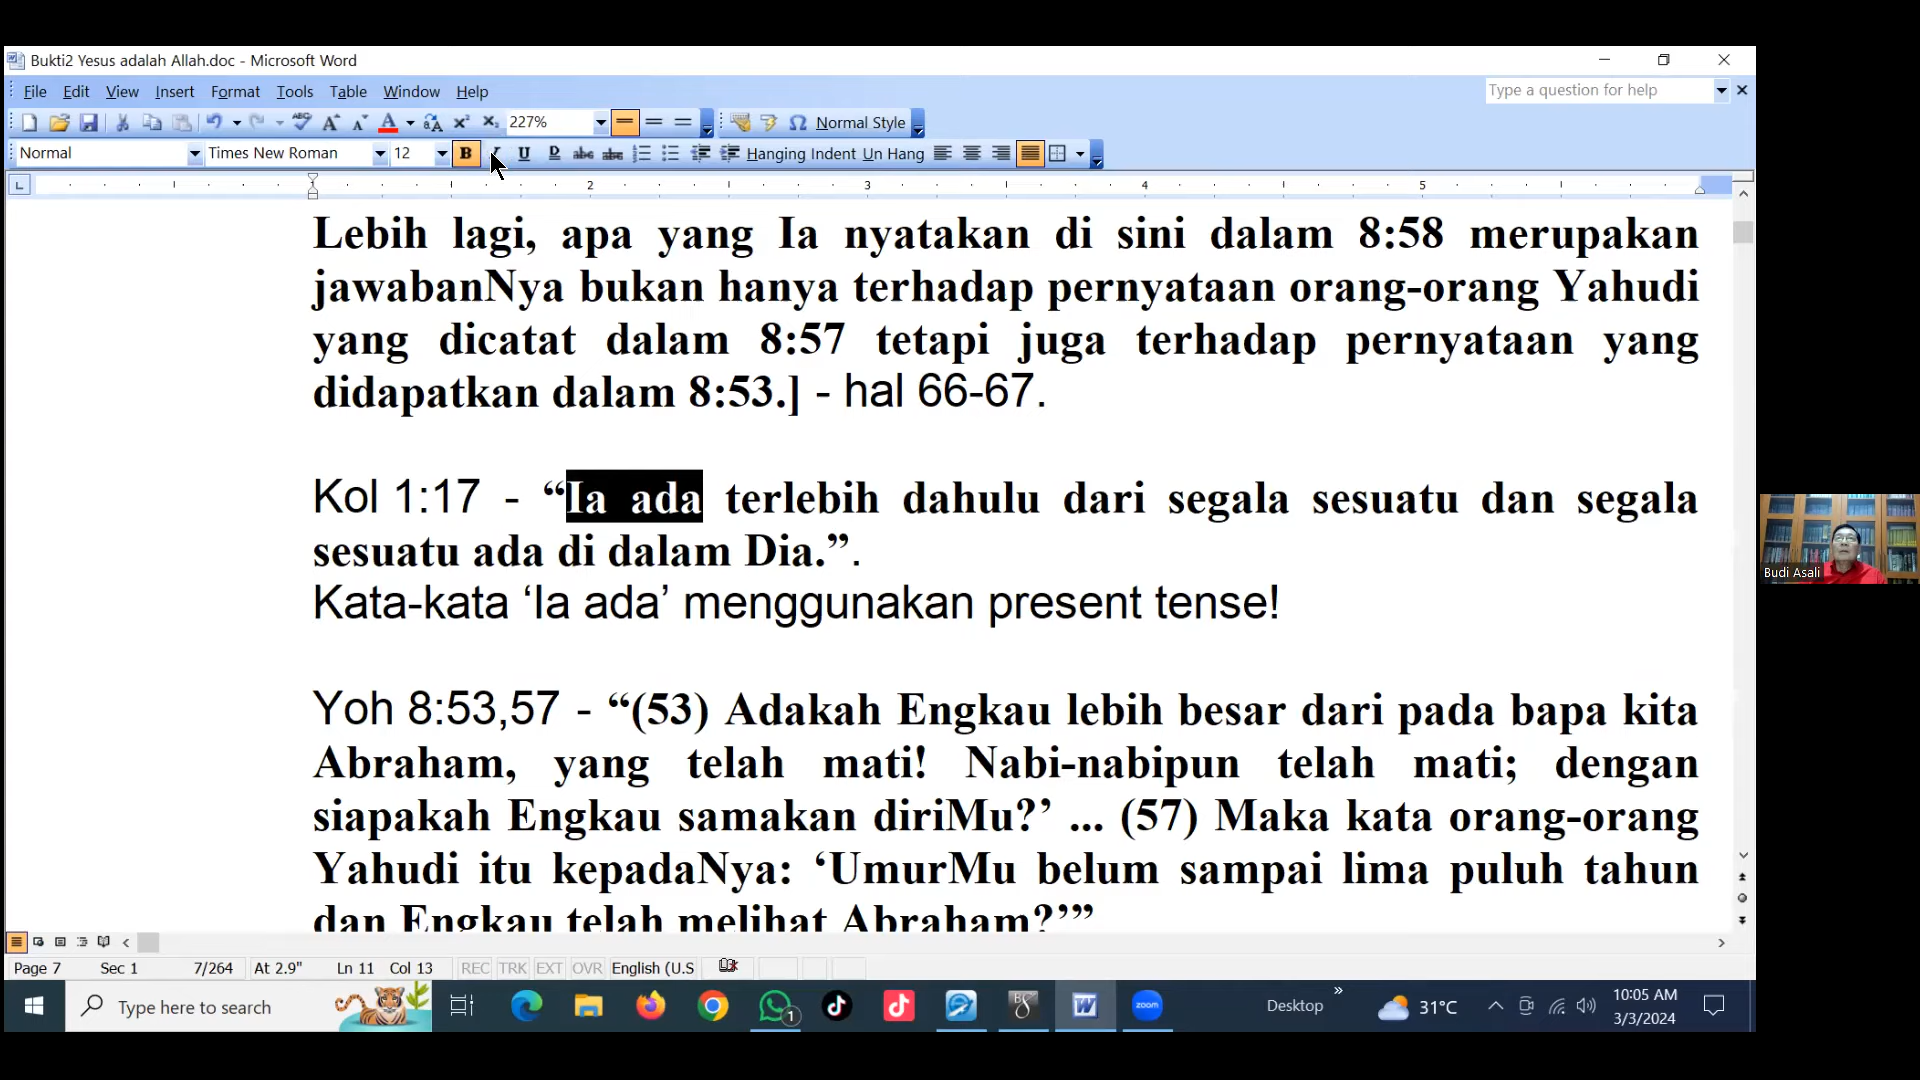 Bukti2 Yesus adalah Allah.doc - Microsoft Word
File Edit View Insert Format Tools Table Window Help
Type a question for help
227%
Normal Style
Normal
Times New Roman
12
B U D
Hanging Indent Un Hang
1 2 3 4 5
Lebih lagi, apa yang Ia nyatakan di sini dalam 8:58 merupakan
jawabanNya bukan hanya terhadap pernyataan orang-orang Yahudi
yang dicatat dalam 8:57 tetapi juga terhadap pernyataan yang
didapatkan dalam 8:53.] - hal 66-67.
Kol 1:17 - “Ia ada terlebih dahulu dari segala sesuatu dan segala
sesuatu ada di dalam Dia.”.
Kata-kata ‘Ia ada’ menggunakan present tense!
Yoh 8:53,57 - “(53) Adakah Engkau lebih besar dari pada bapa kita
Abraham, yang telah mati! Nabi-nabipun telah mati; dengan
siapakah Engkau samakan diriMu?’ ... (57) Maka kata orang-orang
Yahudi itu kepadaNya: ‘UmurMu belum sampai lima puluh tahun
dan Engkau telah melihat Abraham?’”
Budi Asali
Page 7 Sec 1 7/264 At 2.9" Ln 11 Col 13 REC TRK EXT OVR English (U.S
Type here to search
1
zoom
Desktop
31°C
10:05 AM
3/3/2024